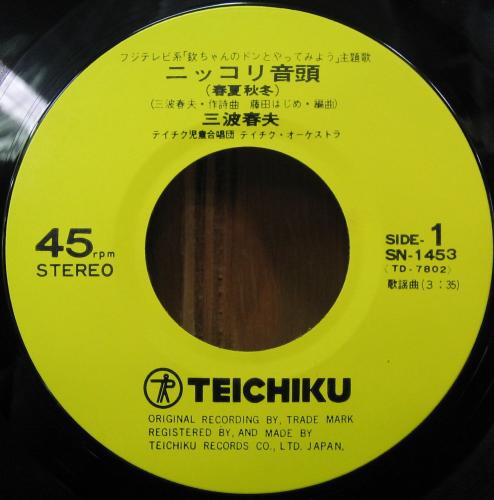 フジテレビ系「欽ちゃんのドンとやってみよう」主題歌
ニッコリ音頭
（春夏秋冬）
（三波春夫・作詩曲 藤田はじめ・編曲）
三波春夫
テイチク児童合唱団 テイチク・オーケストラ
45rpm
STEREO
SIDE-1
SN-1453
(TD-7802)
歌謡曲(3:35)
TEICHIKU
ORIGINAL RECORDING BY, TRADE MARK
REGISTERED BY, AND MADE BY
TEICHIKU RECORDS CO., LTD. JAPAN.